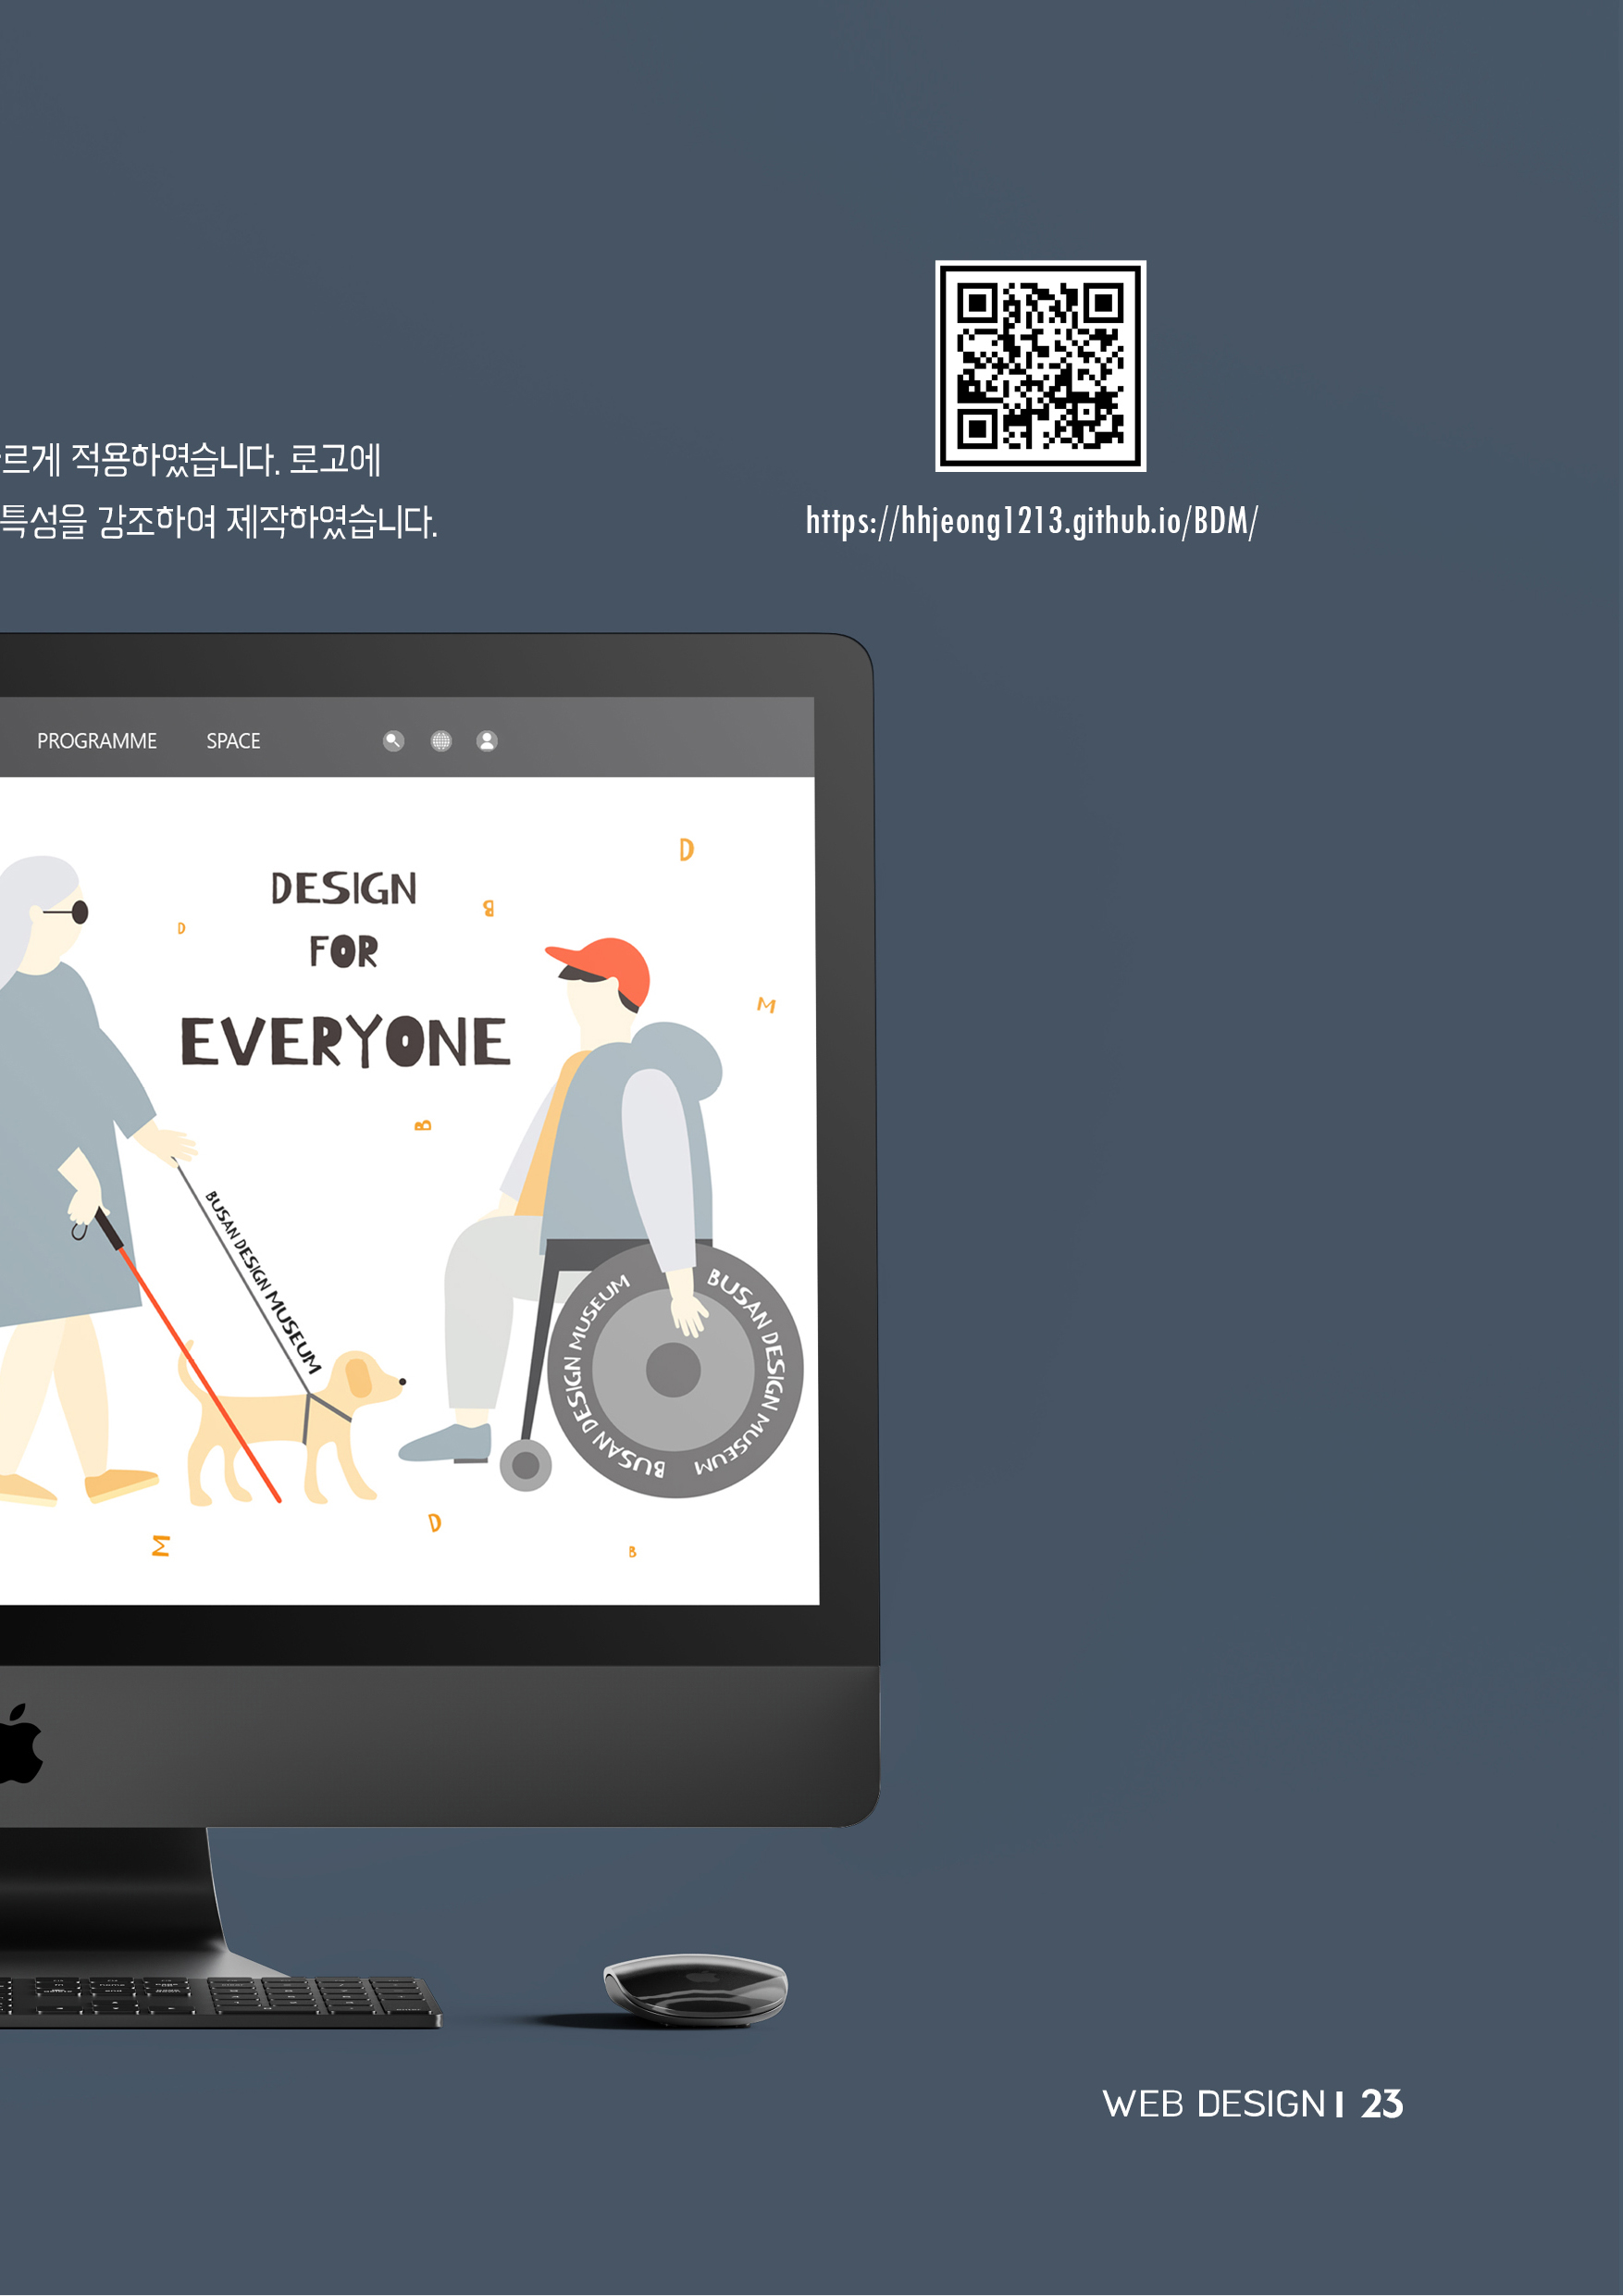 르게 적용하였습니다. 로고에
특성을 강조하여 제작하였습니다.
https://hhjeong1213.github.io/BDM/
PROGRAMME SPACE
DESIGN
FOR
EVERYONE
D
B
D
M
B
BUSAN DESIGN MUSEUM
BUSAN DESIGN MUSEUM
BUSAN DESIGN MUSEUM
M
D
B
WEB DESIGN I 23